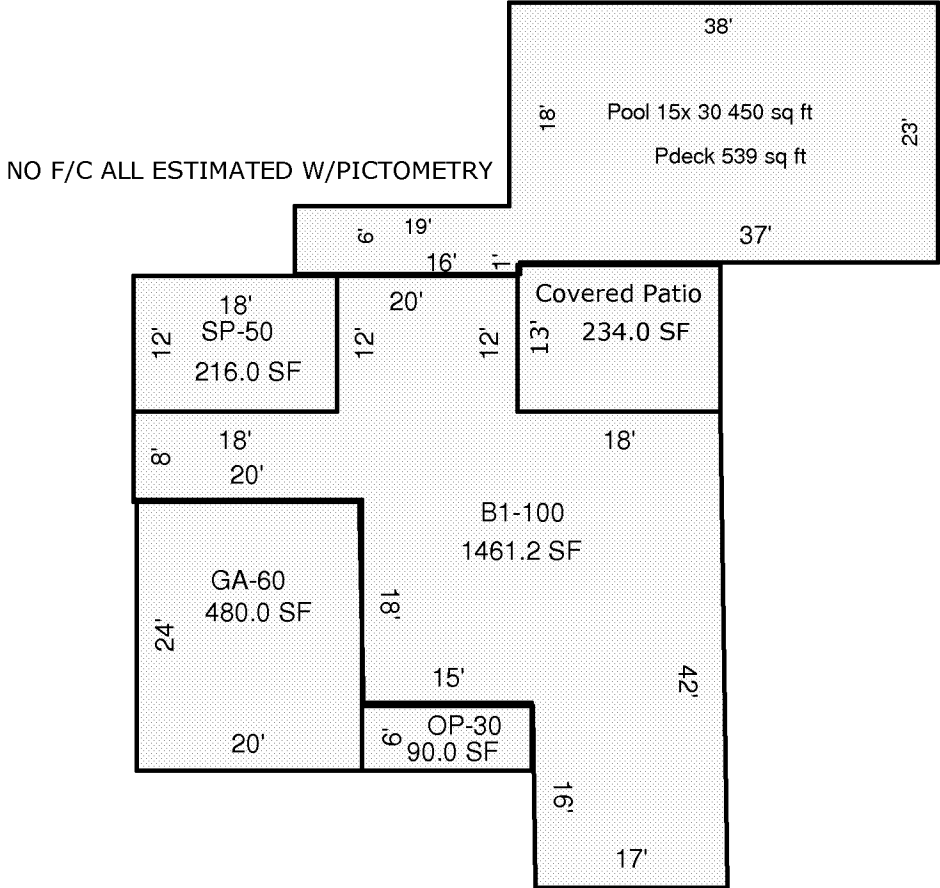 38'
18'
Pool 15x 30 450 sq ft
23'
Pdeck 539 sq ft
NO F/C ALL ESTIMATED W/PICTOMETRY
6'
19'
37'
16'
1'
18'
20'
Covered Patio
12'
SP-50
12'
12'
13'
234.0 SF
216.0 SF
8'
18'
18'
20'
B1-100
1461.2 SF
GA-60
480.0 SF
24'
18'
15'
42'
6'
OP-30
90.0 SF
20'
16'
17'